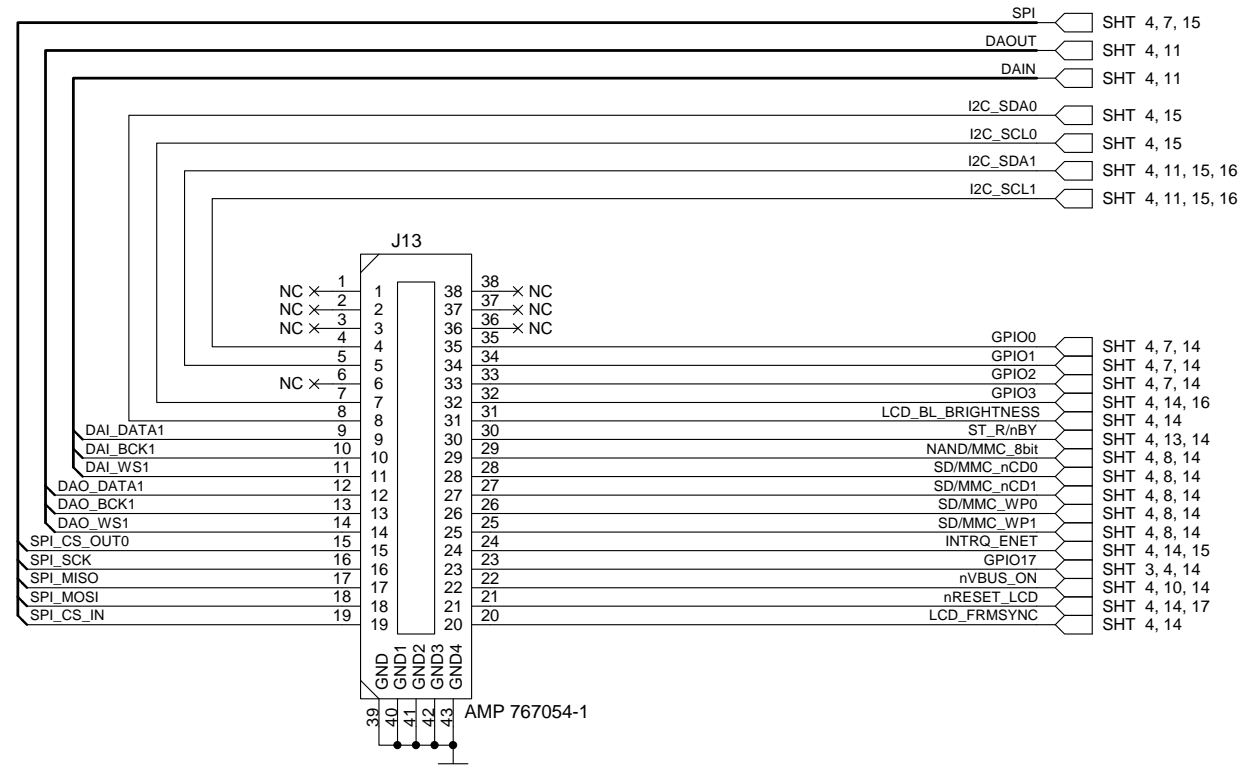 SPI SHT 4, 7, 15
DAOUT SHT 4, 11
DAIN SHT 4, 11
I2C_SDA0 SHT 4, 15
I2C_SCL0 SHT 4, 15
I2C_SDA1 SHT 4, 11, 15, 16
I2C_SCL1 SHT 4, 11, 15, 16
J13
NC 1 1 38 38 NC
NC 2 2 37 37 NC
NC 3 3 36 36 NC
4 4 35 35 GPIO0 SHT 4, 7, 14
5 5 34 34 GPIO1 SHT 4, 7, 14
NC 6 6 33 33 GPIO2 SHT 4, 7, 14
7 7 32 32 GPIO3 SHT 4, 14, 16
8 8 31 31 LCD_BL_BRIGHTNESS SHT 4, 14
DAI_DATA1 9 9 30 30 ST_R/nBY SHT 4, 13, 14
DAI_BCK1 10 10 29 29 NAND/MMC_8bit SHT 4, 8, 14
DAI_WS1 11 11 28 28 SD/MMC_nCD0 SHT 4, 8, 14
DAO_DATA1 12 12 27 27 SD/MMC_nCD1 SHT 4, 8, 14
DAO_BCK1 13 13 26 26 SD/MMC_WP0 SHT 4, 8, 14
DAO_WS1 14 14 25 25 SD/MMC_WP1 SHT 4, 8, 14
SPI_CS_OUT0 15 15 24 24 INTRQ_ENET SHT 4, 14, 15
SPI_SCK 16 16 23 23 GPIO17 SHT 3, 4, 14
SPI_MISO 17 17 22 22 nVBUS_ON SHT 4, 10, 14
SPI_MOSI 18 18 21 21 nRESET_LCD SHT 4, 14, 17
SPI_CS_IN 19 19 20 20 LCD_FRMSYNC SHT 4, 14
GND GND1 GND2 GND3 GND4
39 40 41 42 43 AMP 767054-1